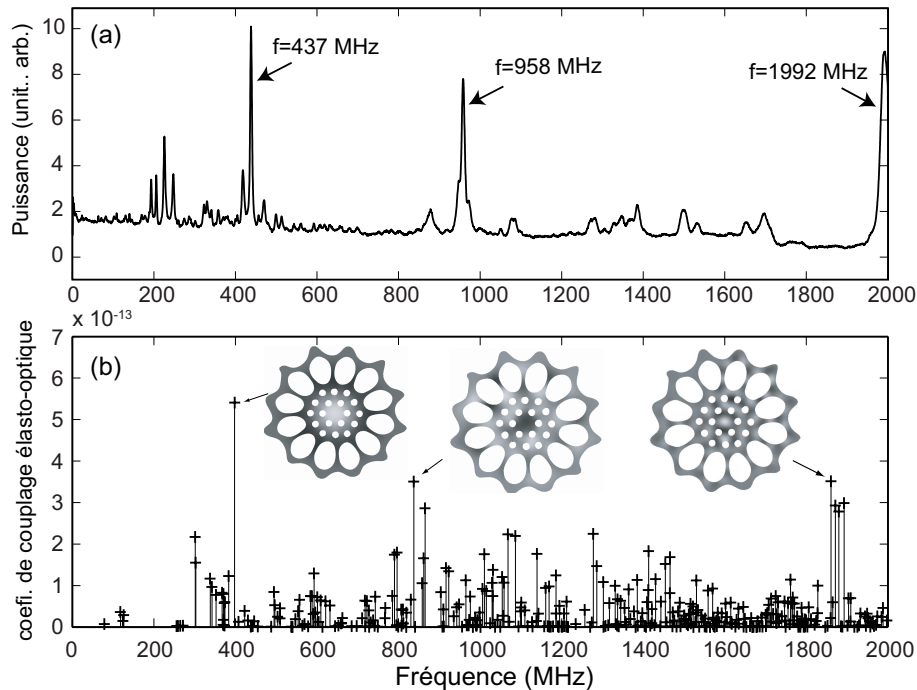 (a)
f=437 MHz
f=958 MHz
f=1992 MHz
Puissance (unit.. arb.)
10
8
6
4
2
0
0 200 400 600 800 1000 1200 1400 1600 1800 2000
x 10-13
(b)
coefi. de couplage élasto-optique
7
6
5
4
3
2
1
0
0 200 400 600 800 1000 1200 1400 1600 1800 2000
Fréquence (MHz)